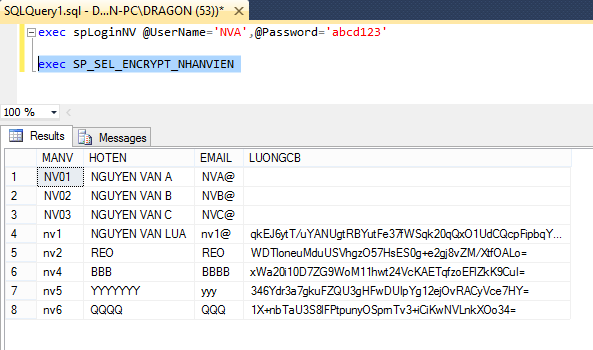 SQLQuery1.sql - D...N-PC\DRAGON (53))*
exec spLoginNV @UserName='NVA',@Password='abcd123'
exec SP_SEL_ENCRYPT_NHANVIEN
100 %
Results Messages
MANV HOTEN EMAIL LUONGCB
1 NV01 NGUYEN VAN A NVA@
2 NV02 NGUYEN VAN B NVB@
3 NV03 NGUYEN VAN C NVC@
4 nv1 NGUYEN VAN LUA nv1@ qkEJ6ytT/uYANUgtRBYutFe37fWSqk20qQxO1UdCQcpFipbqY...
5 nv2 REO REO WDTloneuMduUSVhgzO57HsES0g+e2gj8vZM/XtfOALo=
6 nv4 BBB BBBB xWa20i10D7ZG9WoM11hwt24VcKAETqfzoEFlZkK9CuI=
7 nv5 YYYYYYY yyy 346Ydr3a7gkuFZQU3gHFwDUlpYg12ejOvRACyVce7HY=
8 nv6 QQQQ QQQ 1X+nbTaU3S8IFPtpunyOSpmTv3+iCiKwNVLnkXOo34=